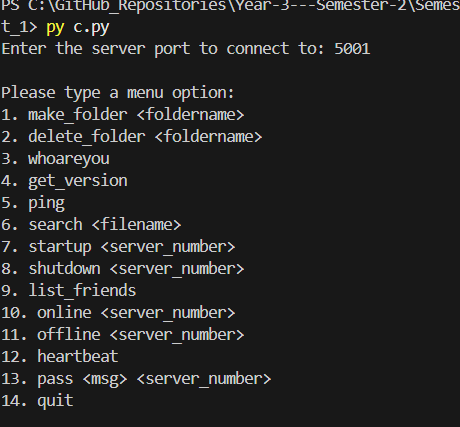 PS C:\GitHub_Repositories\Year-3---Semester-2\Semes
t_1> py c.py
Enter the server port to connect to: 5001
Please type a menu option:
1. make_folder <foldername>
2. delete_folder <foldername>
3. whoareyou
4. get_version
5. ping
6. search <filename>
7. startup <server_number>
8. shutdown <server_number>
9. list_friends
10. online <server_number>
11. offline <server_number>
12. heartbeat
13. pass <msg> <server_number>
14. quit